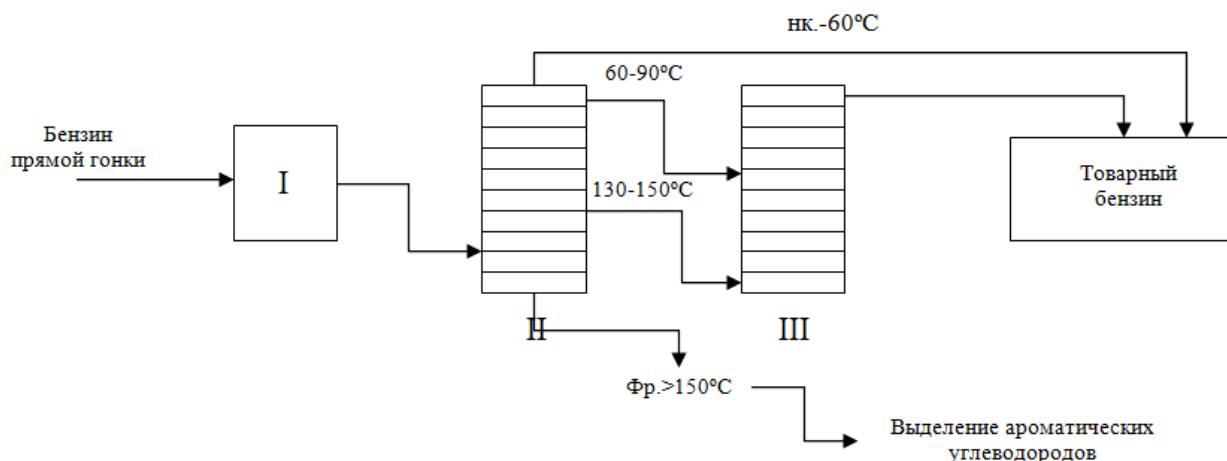 нк.-60ºС
60-90ºС
Бензин
прямой гонки
I
130-150ºС
Товарный
бензин
II
III
Фр.>150ºС
Выделение ароматических
углеводородов